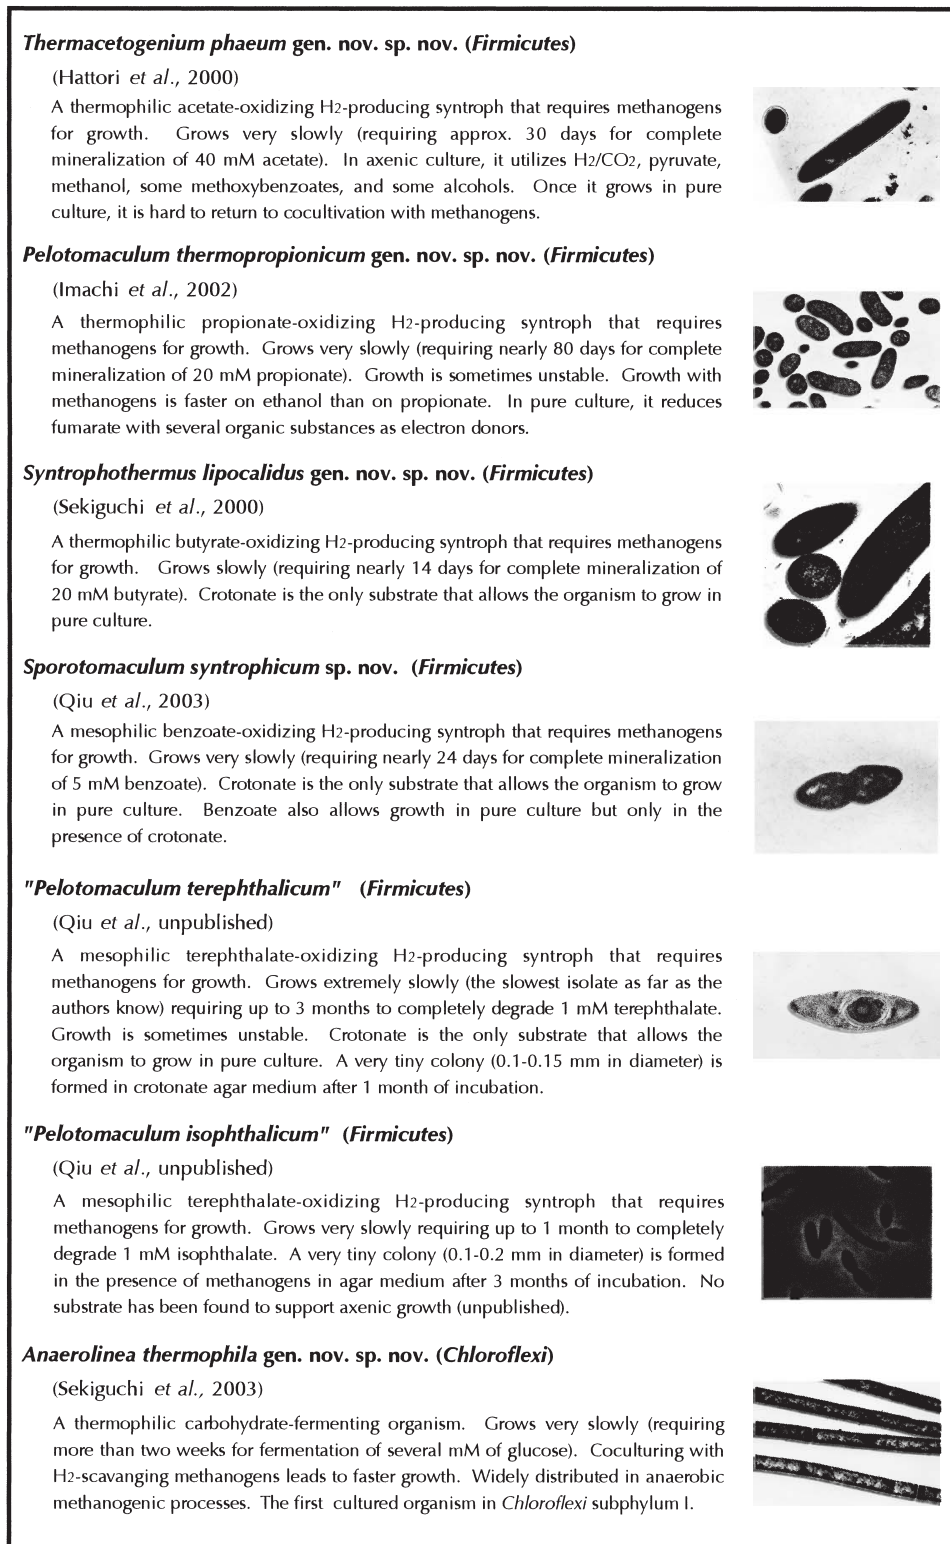 Thermacetogenium phaeum gen. nov. sp. nov. (Firmicutes)
(Hattori et al., 2000)
A thermophilic acetate-oxidizing H2-producing syntroph that requires methanogens
for growth. Grows very slowly (requiring approx. 30 days for complete
mineralization of 40 mM acetate). In axenic culture, it utilizes H2/CO2, pyruvate,
methanol, some methoxybenzoates, and some alcohols. Once it grows in pure
culture, it is hard to return to cocultivation with methanogens.
Pelotomaculum thermopropionicum gen. nov. sp. nov. (Firmicutes)
(Imachi et al., 2002)
A thermophilic propionate-oxidizing H2-producing syntroph that requires
methanogens for growth. Grows very slowly (requiring nearly 80 days for complete
mineralization of 20 mM propionate). Growth is sometimes unstable. Growth with
methanogens is faster on ethanol than on propionate. In pure culture, it reduces
fumarate with several organic substances as electron donors.
Syntrophothermus lipocalidus gen. nov. sp. nov. (Firmicutes)
(Sekiguchi et al., 2000)
A thermophilic butyrate-oxidizing H2-producing syntroph that requires methanogens
for growth. Grows slowly (requiring nearly 14 days for complete mineralization of
20 mM butyrate). Crotonate is the only substrate that allows the organism to grow in
pure culture.
Sporotomaculum syntrophicum sp. nov. (Firmicutes)
(Qiu et al., 2003)
A mesophilic benzoate-oxidizing H2-producing syntroph that requires methanogens
for growth. Grows very slowly (requiring nearly 24 days for complete mineralization
of 5 mM benzoate). Crotonate is the only substrate that allows the organism to grow
in pure culture. Benzoate also allows growth in pure culture but only in the
presence of crotonate.
"Pelotomaculum terephthalicum" (Firmicutes)
(Qiu et al., unpublished)
A mesophilic terephthalate-oxidizing H2-producing syntroph that requires
methanogens for growth. Grows extremely slowly (the slowest isolate as far as the
authors know) requiring up to 3 months to completely degrade 1 mM terephthalate.
Growth is sometimes unstable. Crotonate is the only substrate that allows the
organism to grow in pure culture. A very tiny colony (0.1-0.15 mm in diameter) is
formed in crotonate agar medium after 1 month of incubation.
"Pelotomaculum isophthalicum" (Firmicutes)
(Qiu et al., unpublished)
A mesophilic terephthalate-oxidizing H2-producing syntroph that requires
methanogens for growth. Grows very slowly requiring up to 1 month to completely
degrade 1 mM isophthalate. A very tiny colony (0.1-0.2 mm in diameter) is formed
in the presence of methanogens in agar medium after 3 months of incubation. No
substrate has been found to support axenic growth (unpublished).
Anaerolinea thermophila gen. nov. sp. nov. (Chloroflexi)
(Sekiguchi et al., 2003)
A thermophilic carbohydrate-fermenting organism. Grows very slowly (requiring
more than two weeks for fermentation of several mM of glucose). Coculturing with
H2-scavanging methanogens leads to faster growth. Widely distributed in anaerobic
methanogenic processes. The first cultured organism in Chloroflexi subphylum I.